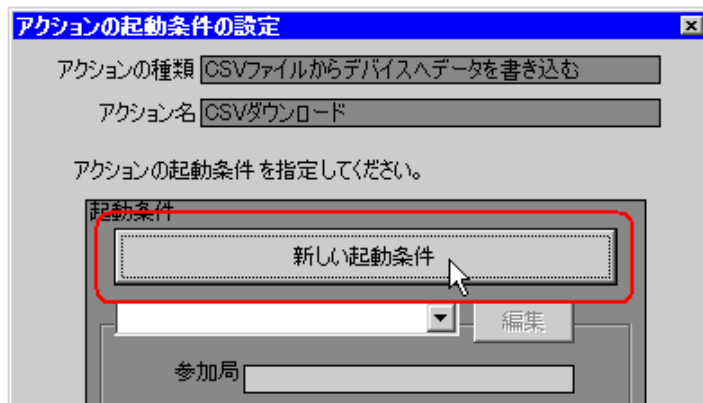 アクションの起動条件の設定
アクションの種類 CSVファイルからデバイスへデータを書き込む
アクション名 CSVダウンロード
アクションの起動条件を指定してください。
起動条件
新しい起動条件
編集
参加局